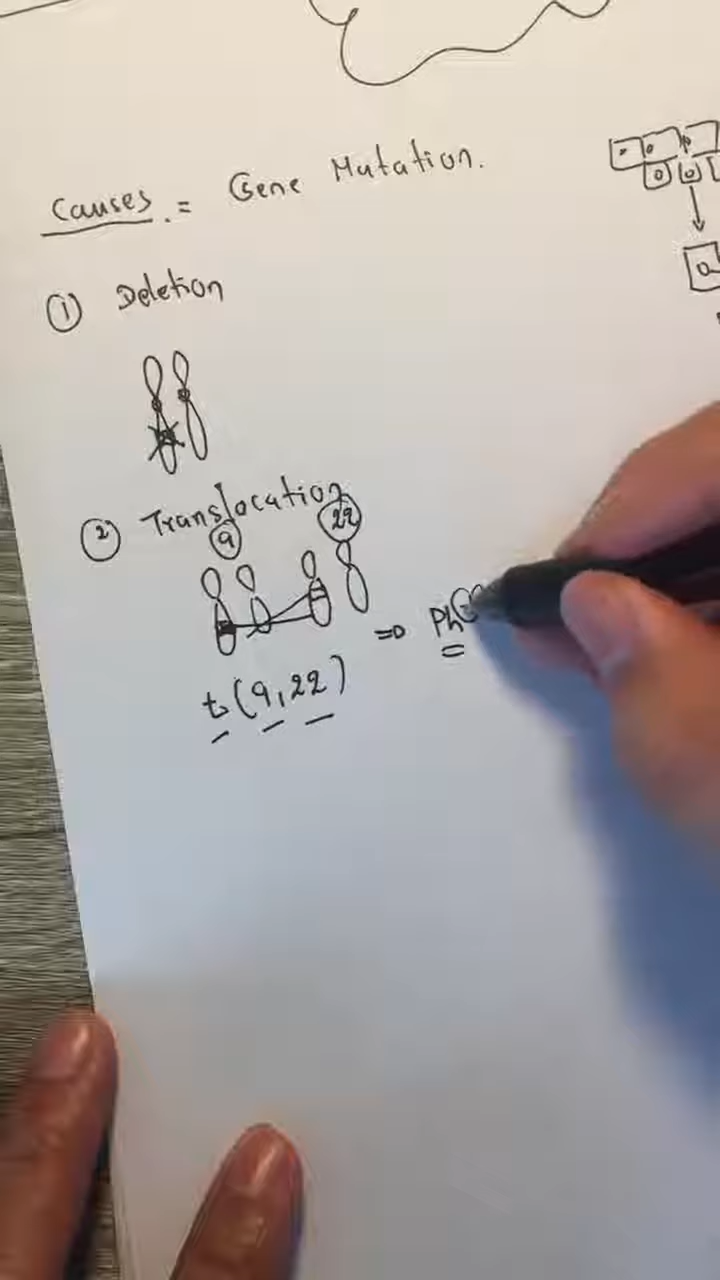 Causes . = Gene Mutation.
① Deletion
② Translocation
9 22
t(9,22) => Ph